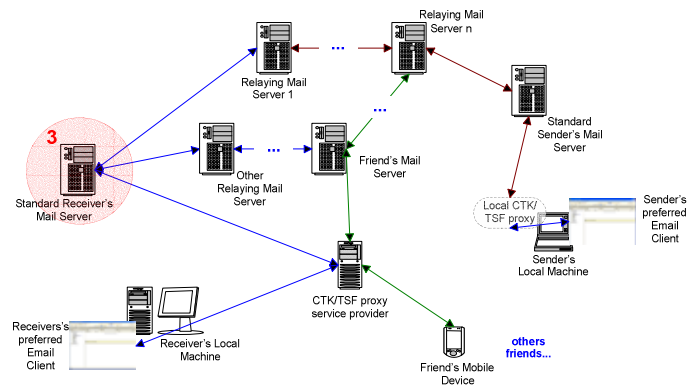 Relaying Mail
Server n
...
Relaying Mail
Server 1
...
Standard
Sender's Mail
Server
3
...
Other
Relaying Mail
Server
Friend's Mail
Server
Standard Receiver's
Mail Server
Local CTK/
TSF proxy
Sender's
preferred
Email
Client
Sender's
Local Machine
CTK/TSF proxy
service provider
Receivers's
preferred
Email
Client
Receiver's Local
Machine
others
friends...
Friend's Mobile
Device